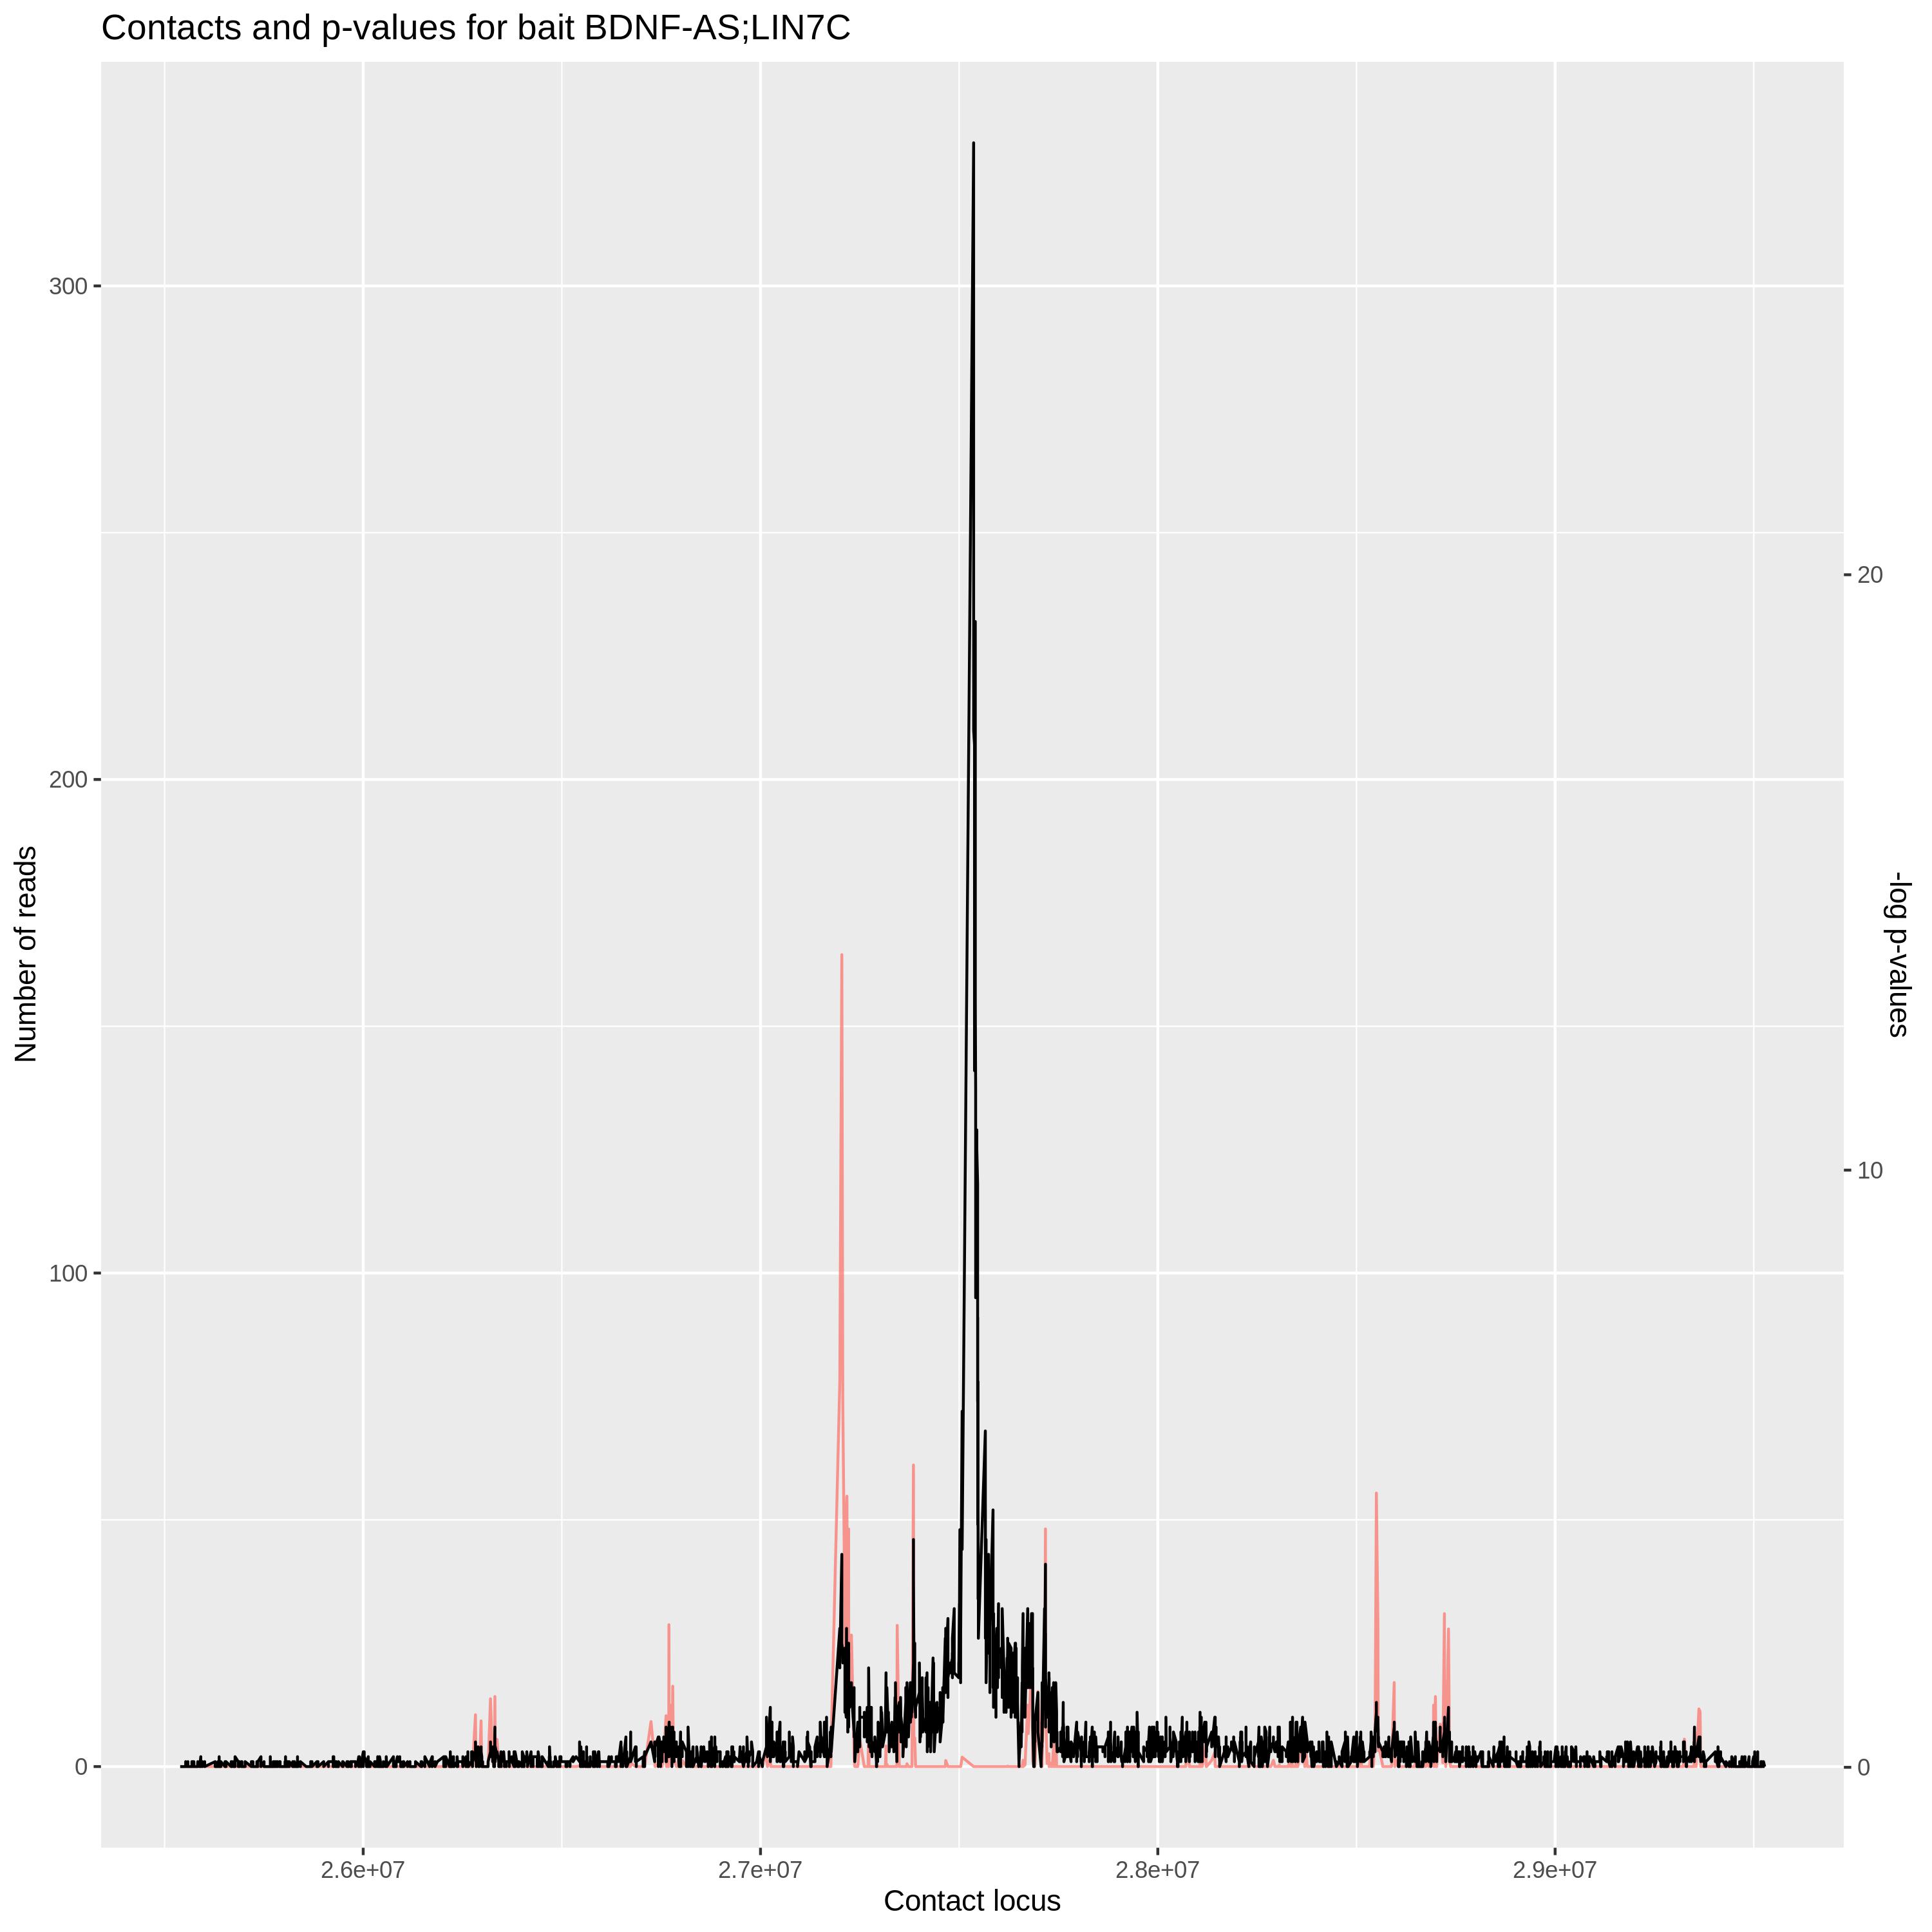 Contacts and p-values for bait BDNF-AS;LIN7C
Number of reads
300
200
100
0
-log p-values
20
10
0
2.6e+07
2.7e+07
2.8e+07
2.9e+07
Contact locus